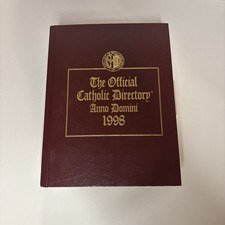 The Official
Catholic Directory®
Anno Domini
1998